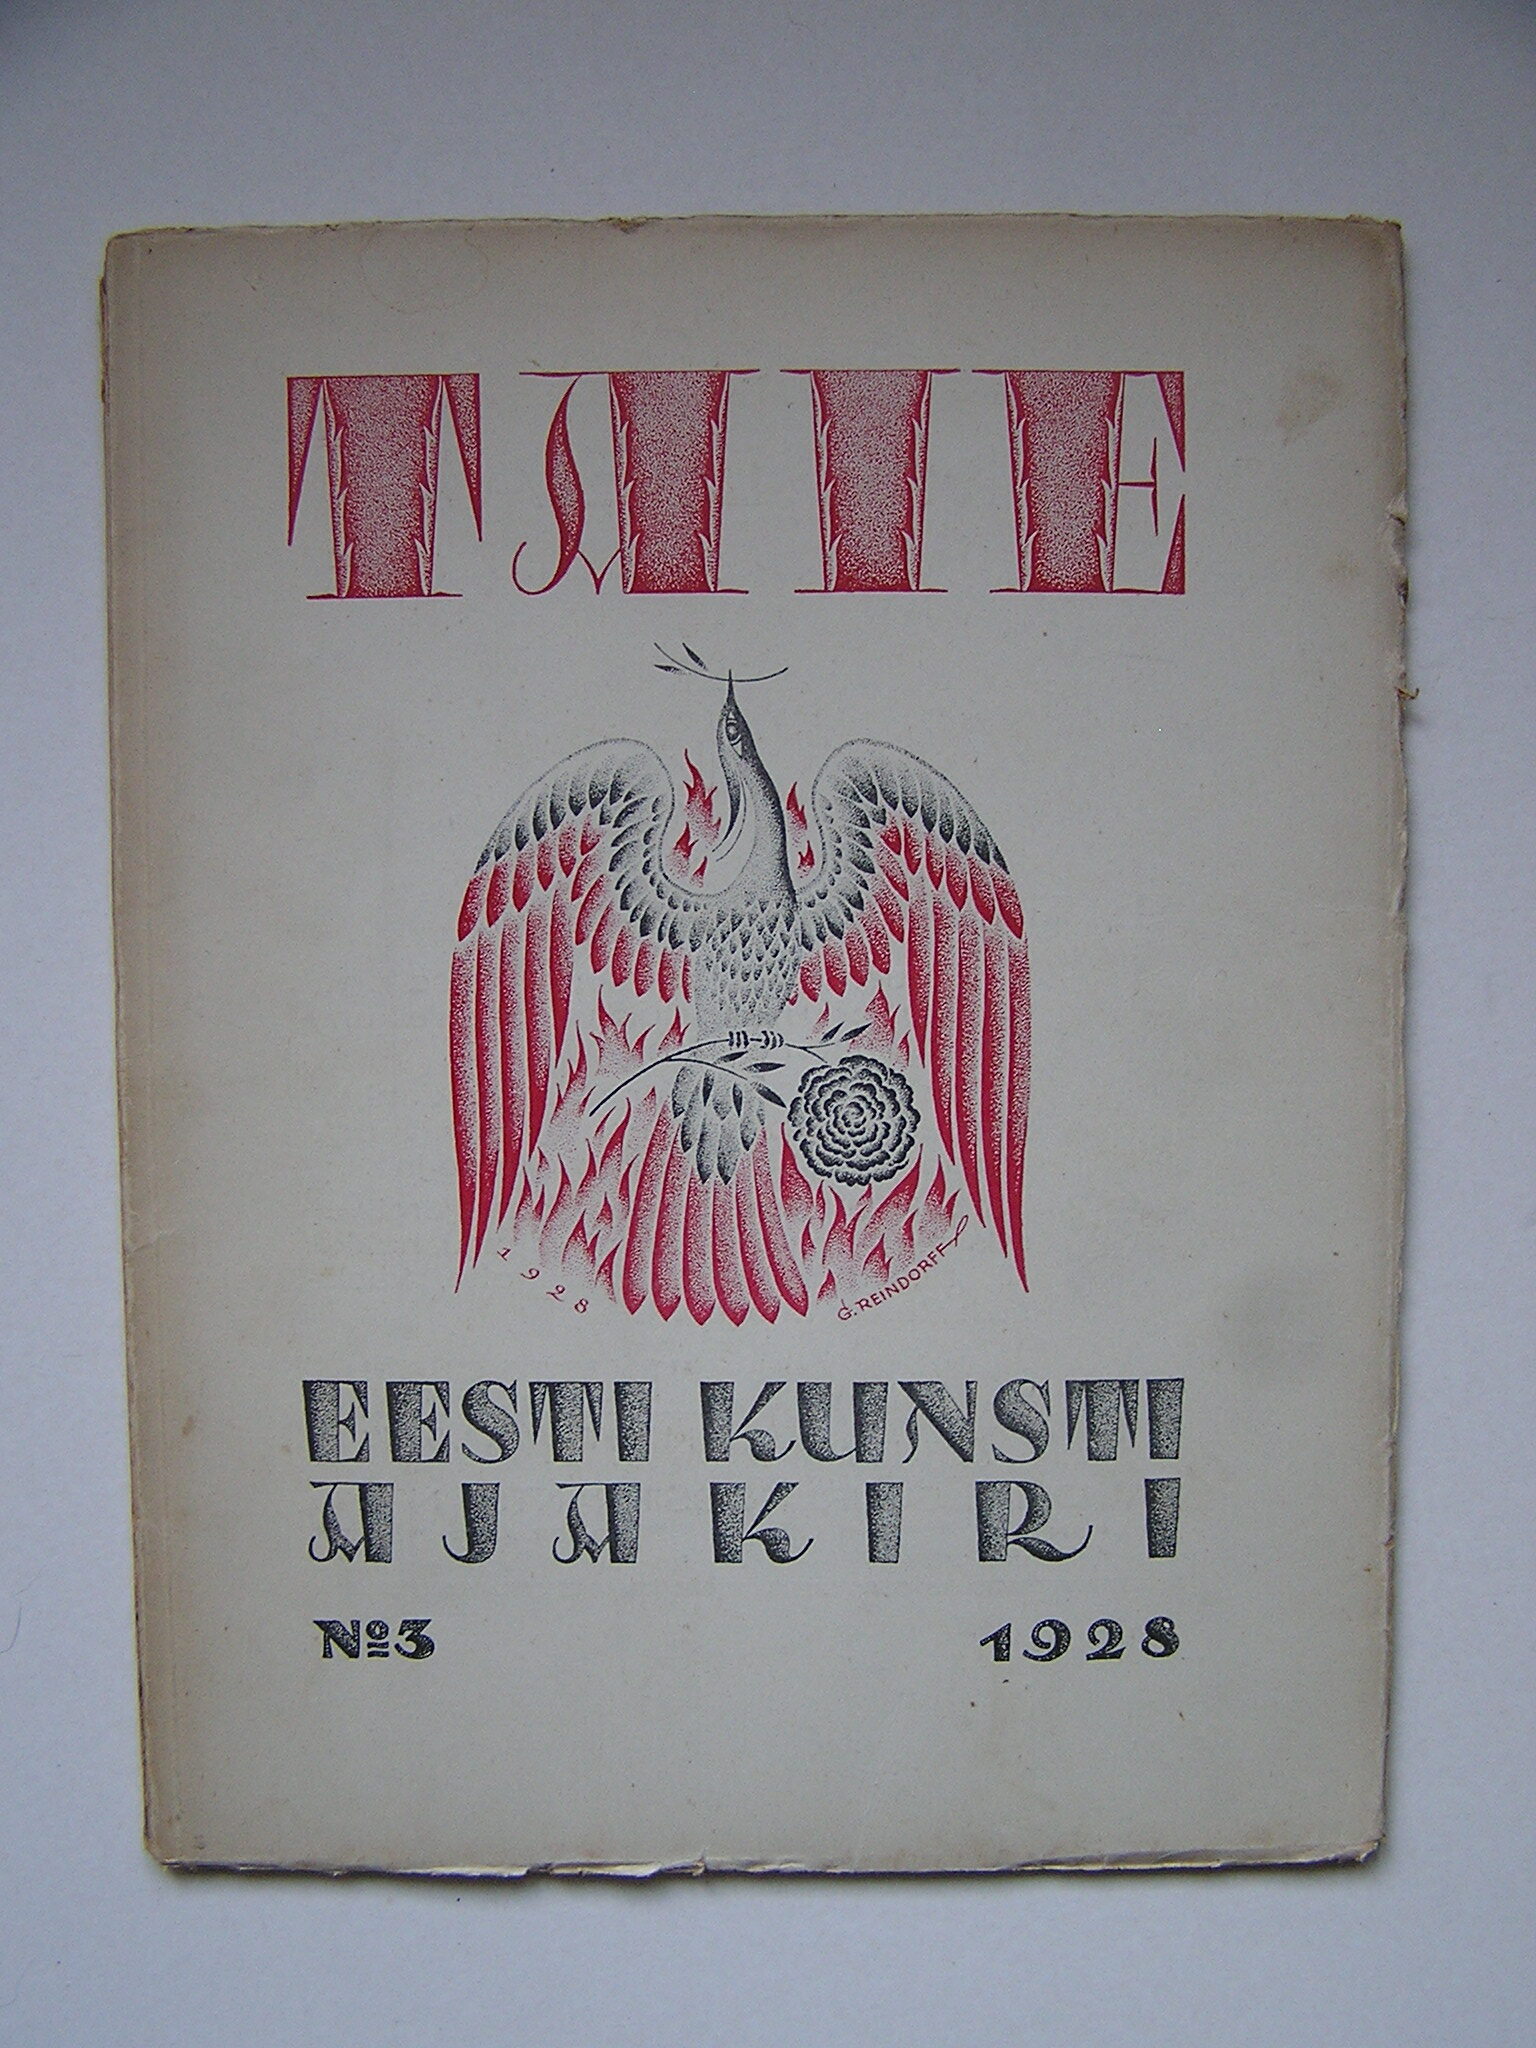 TAIE
1928
G. REINDORFF
EESTI KUNSTI
AJAKIRI
№3
1928